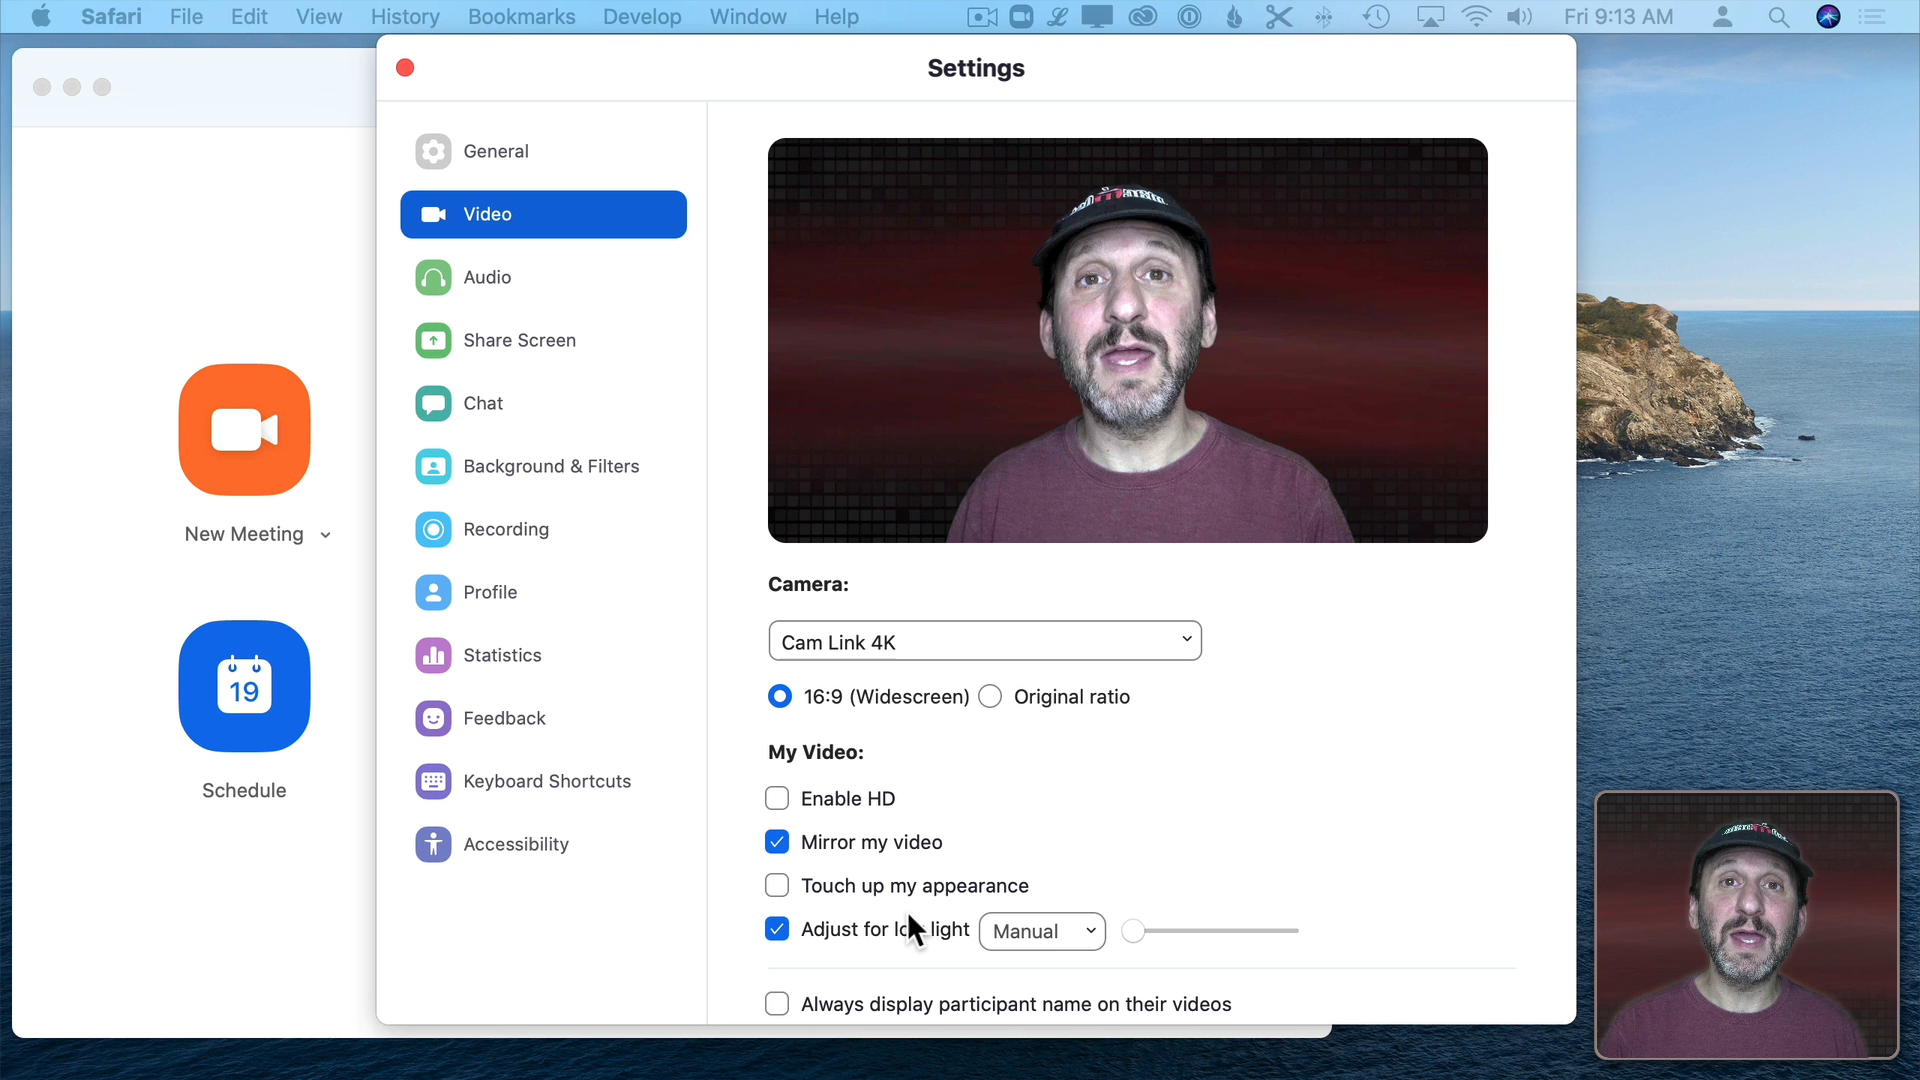 Safari File Edit View History Bookmarks Develop Window Help Fri 9:13 AM
Settings
General
Video
Audio
Share Screen
Chat
Background & Filters
Recording
Profile
Statistics
Feedback
Keyboard Shortcuts
Accessibility
New Meeting
19
Schedule
Camera:
Cam Link 4K
16:9 (Widescreen) Original ratio
My Video:
Enable HD
Mirror my video
Touch up my appearance
Adjust for light Manual
Always display participant name on their videos